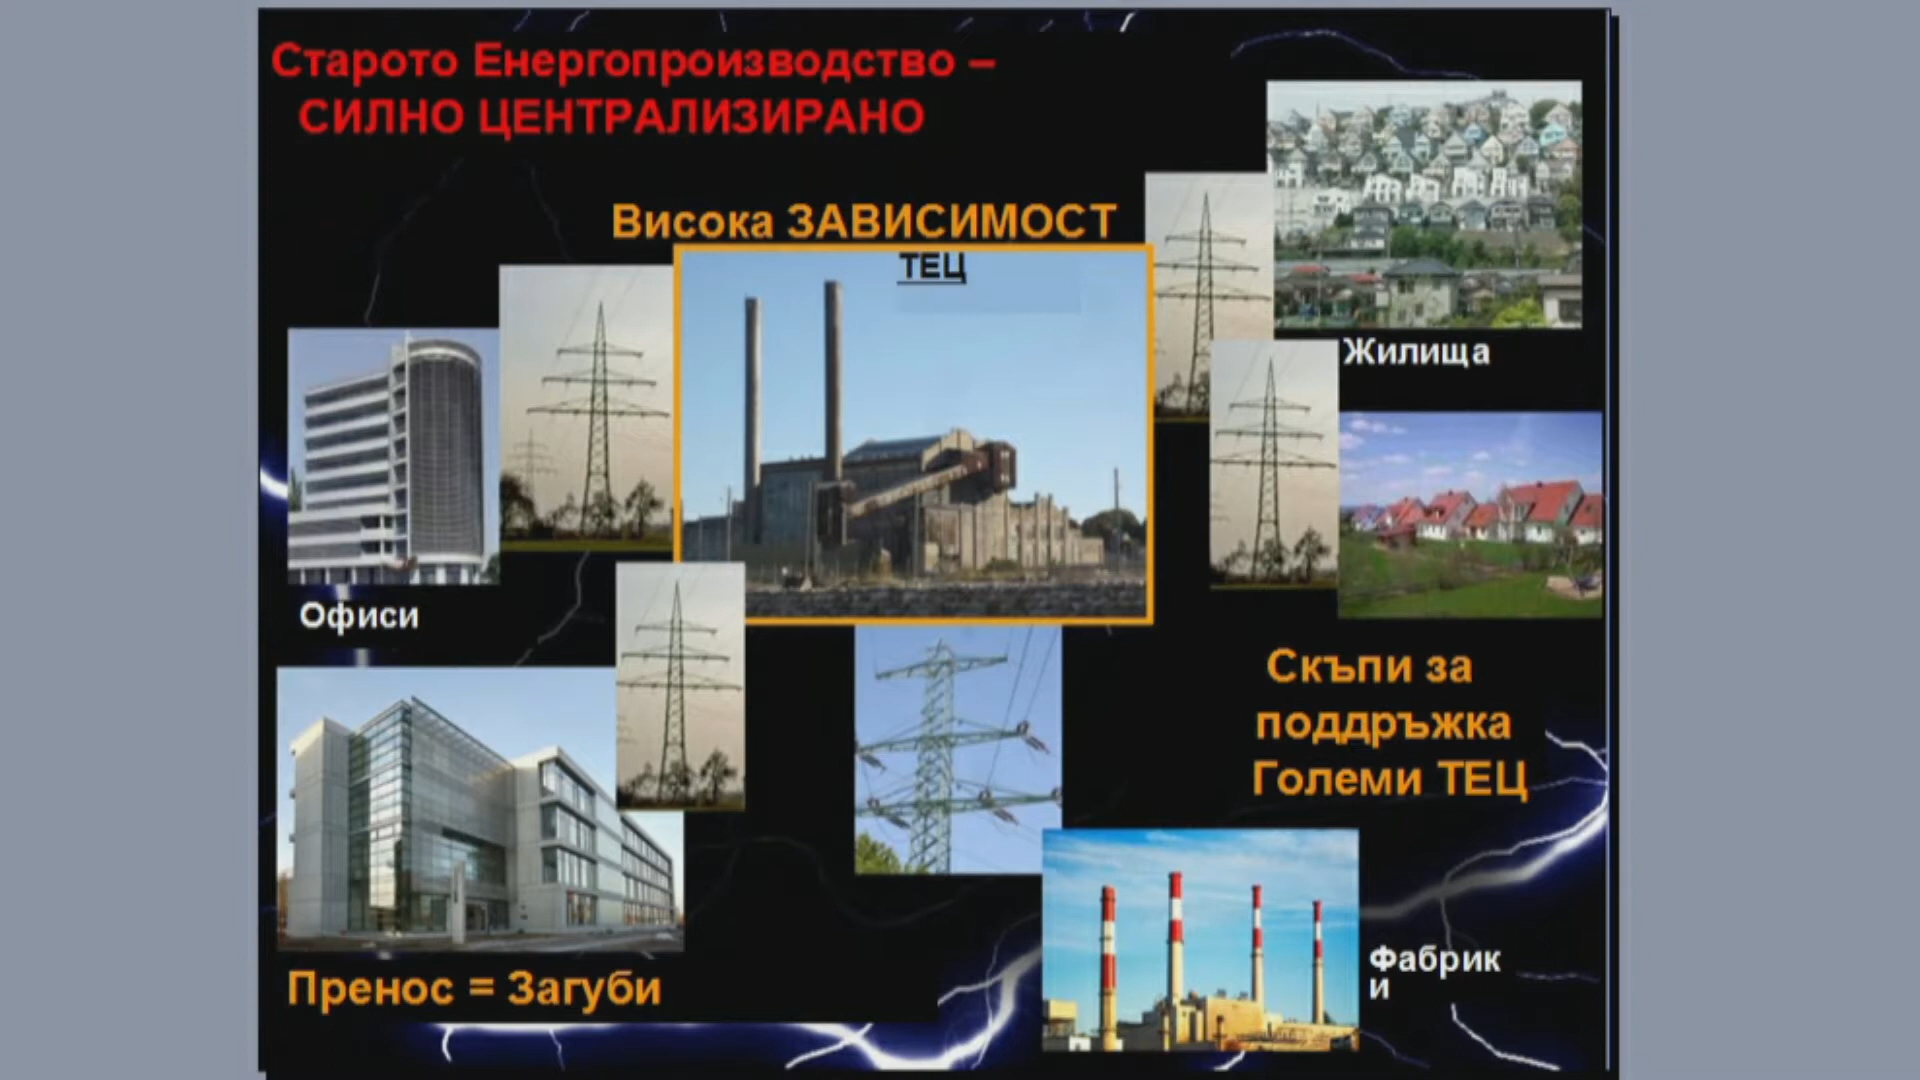 Старото Енергопроизводство –
СИЛНО ЦЕНТРАЛИЗИРАНО
Висока ЗАВИСИМОСТ
ТЕЦ
Жилища
Офиси
Скъпи за
поддръжка
Големи ТЕЦ
Фабрик
и
Пренос = Загуби